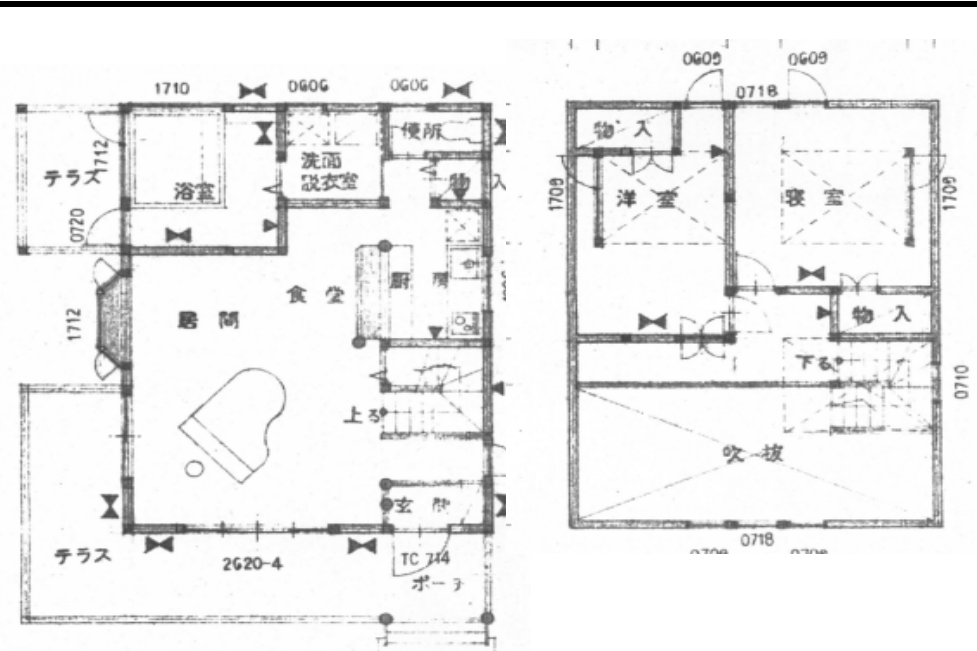 1710
0606
0606
便所
1712
洗面
脱衣室
物入
テラス
浴室
0720
厨房
食堂
居間
1712
上る
玄関
テラス
2620-4
TC 714
ポーチ
0609
0609
0718
物入
1709
洋室
寝室
1709
物入
下る
0710
吹抜
0718